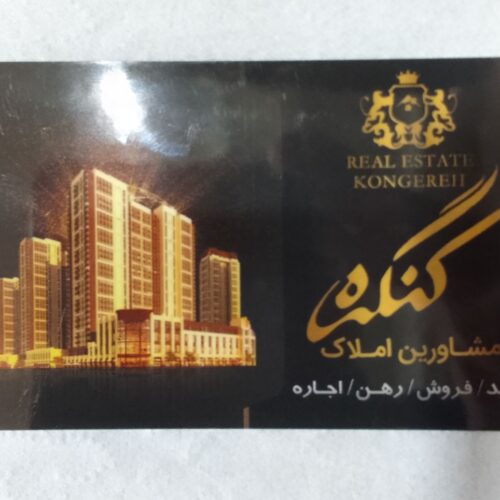 REAL ESTATE
KONGEREH
کنگره
مشاورین املاک
د / فروش / رهن / اجاره